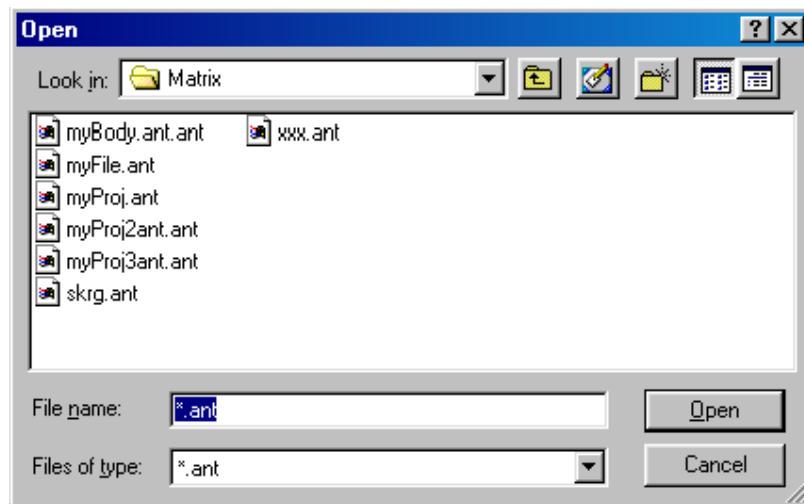 Open
Look in: Matrix
myBody.ant.ant xxx.ant
myFile.ant
myProj.ant
myProj2ant.ant
myProj3ant.ant
skrg.ant
File name: *.ant Open
Files of type: *.ant Cancel